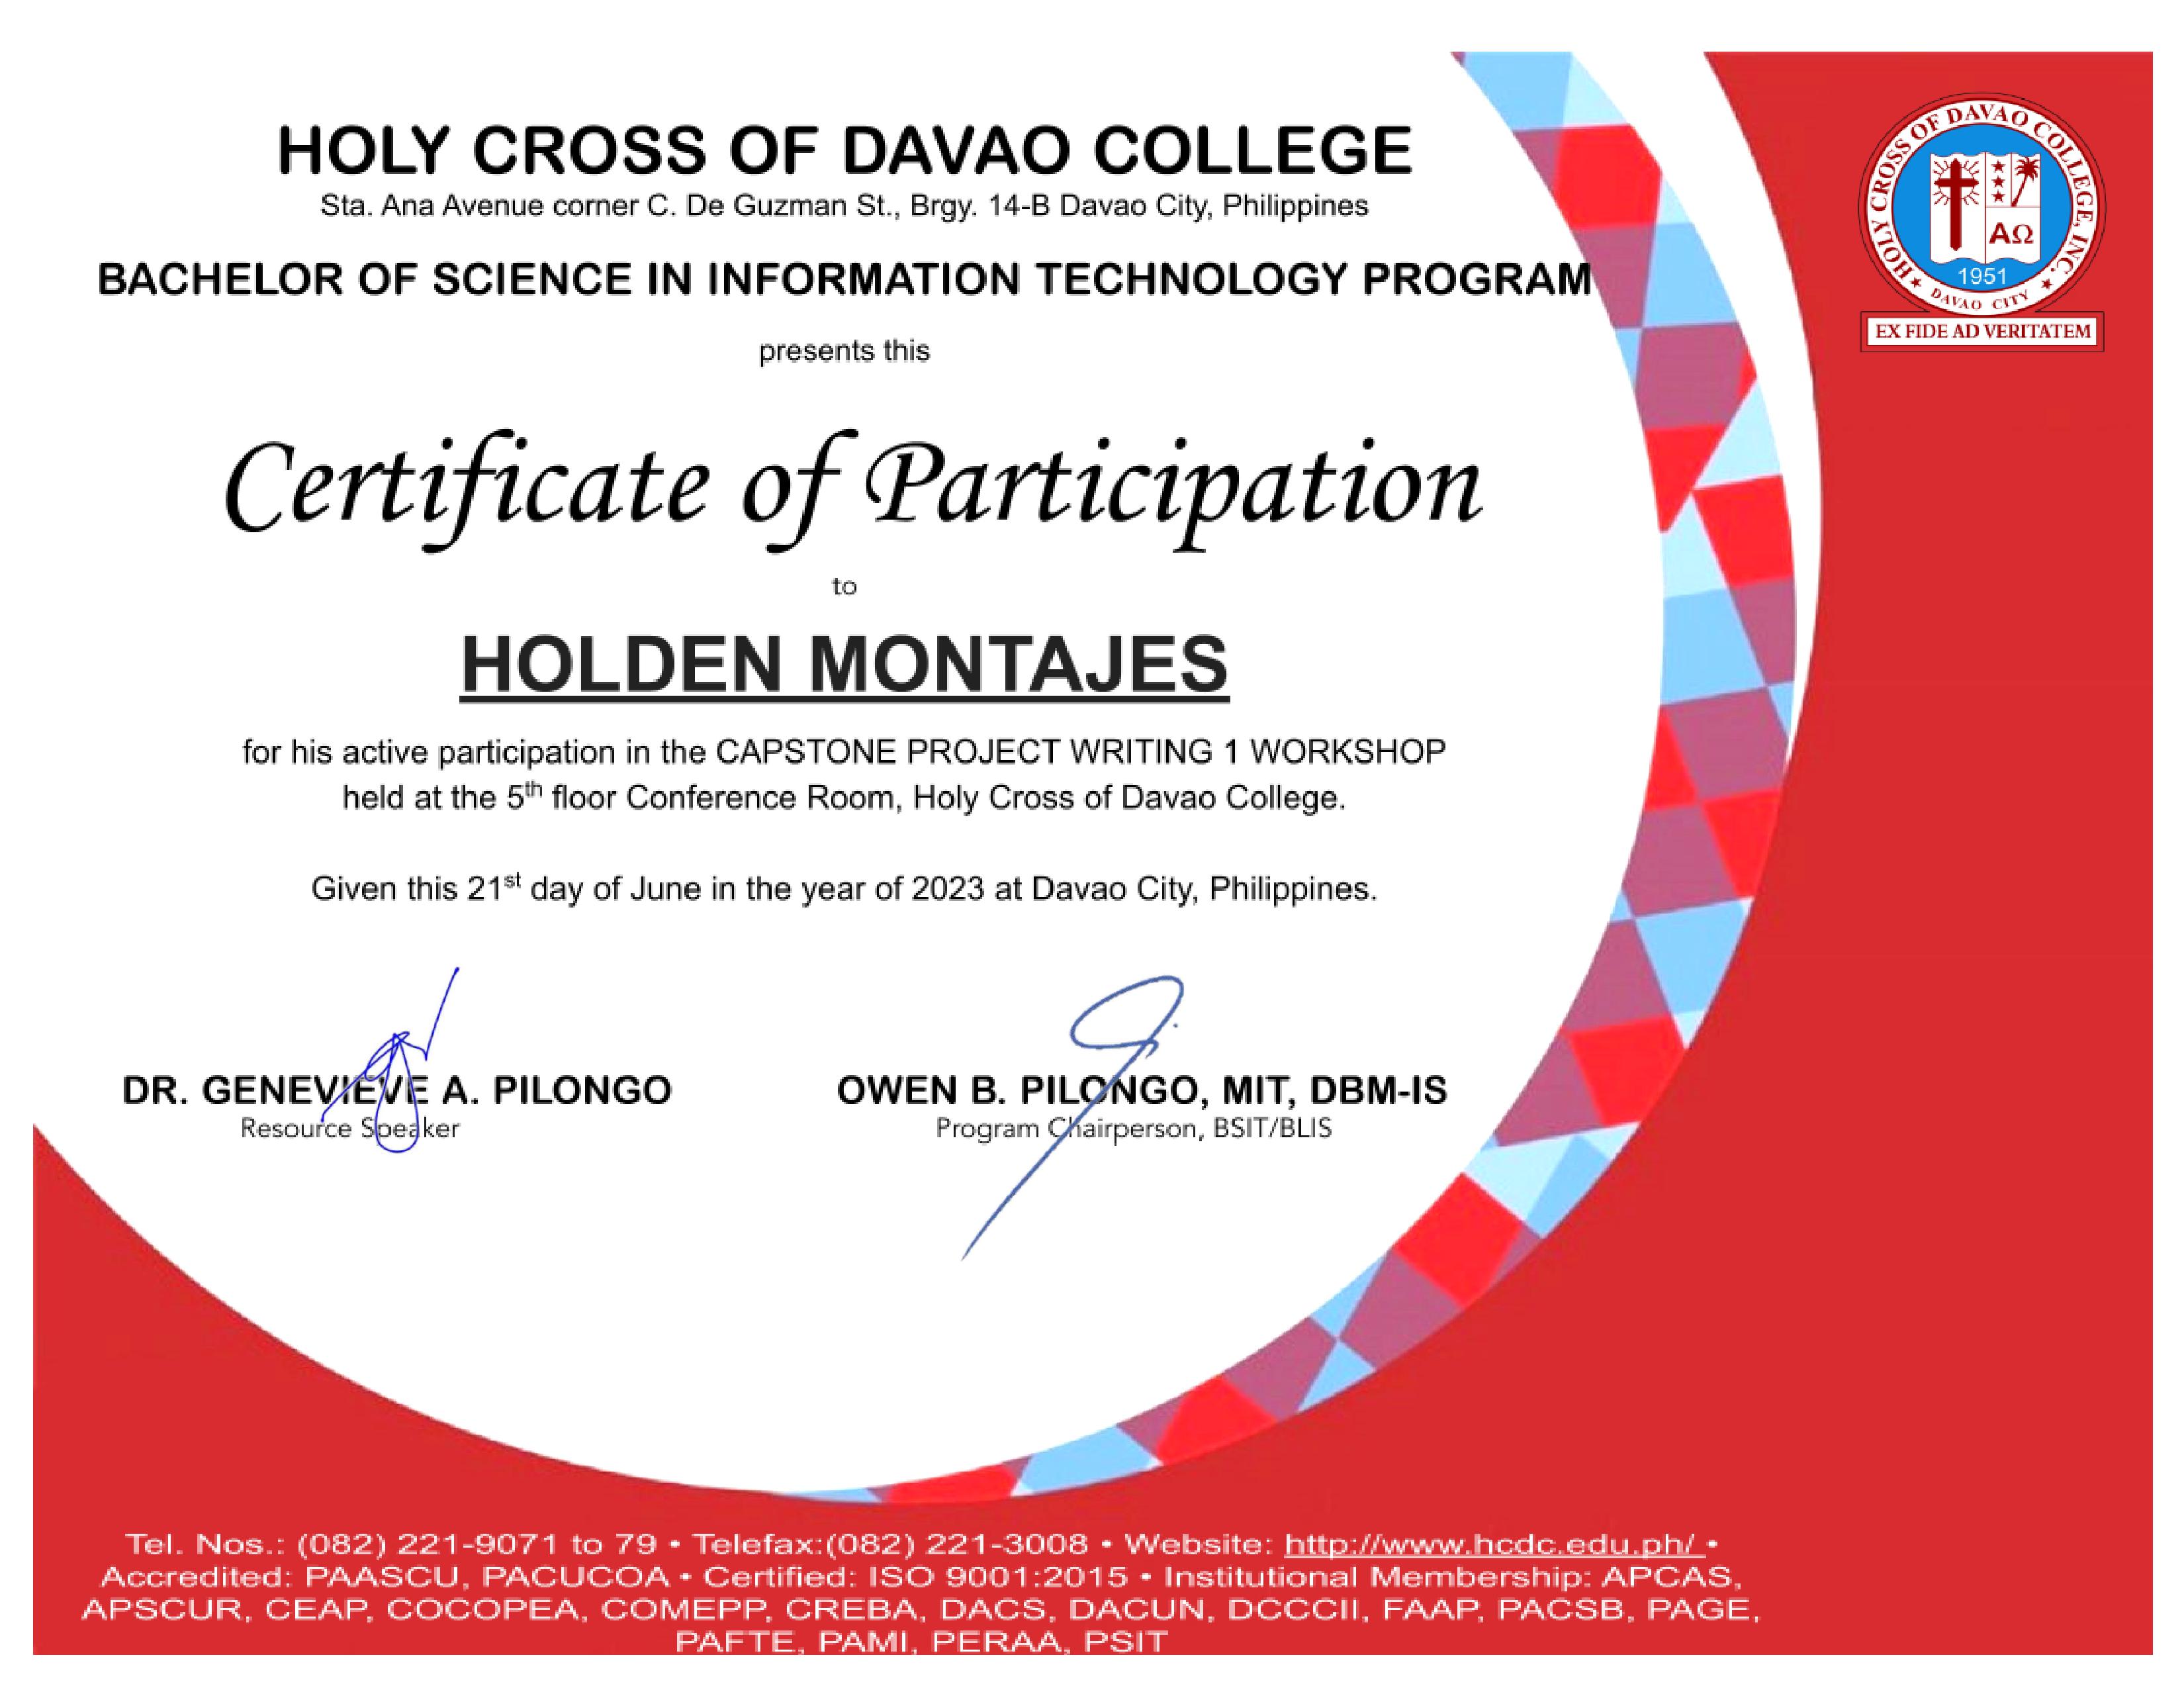 HOLY CROSS OF DAVAO COLLEGE
Sta. Ana Avenue corner C. De Guzman St., Brgy. 14-B Davao City, Philippines
BACHELOR OF SCIENCE IN INFORMATION TECHNOLOGY PROGRAM
presents this
Certificate of Participation
to
HOLDEN MONTAJES
for his active participation in the CAPSTONE PROJECT WRITING 1 WORKSHOP
held at the 5th floor Conference Room, Holy Cross of Davao College.
Given this 21st day of June in the year of 2023 at Davao City, Philippines.
DR. GENEVIEVE A. PILONGO
Resource Speaker
OWEN B. PILONGO, MIT, DBM-IS
Program Chairperson, BSIT/BLIS
HOLY CROSS OF DAVAO COLLEGE, INC.
ΑΩ
1951
DAVAO CITY
EX FIDE AD VERITATEM
Tel. Nos.: (082) 221-9071 to 79 • Telefax:(082) 221-3008 • Website: http://www.hcdc.edu.ph/ •
Accredited: PAASCU, PACUCOA • Certified: ISO 9001:2015 • Institutional Membership: APCAS,
APSCUR, CEAP, COCOPEA, COMEPP, CREBA, DACS, DACUN, DCCCII, FAAP, PACSB, PAGE,
PAFTE, PAMI, PERAA, PSIT